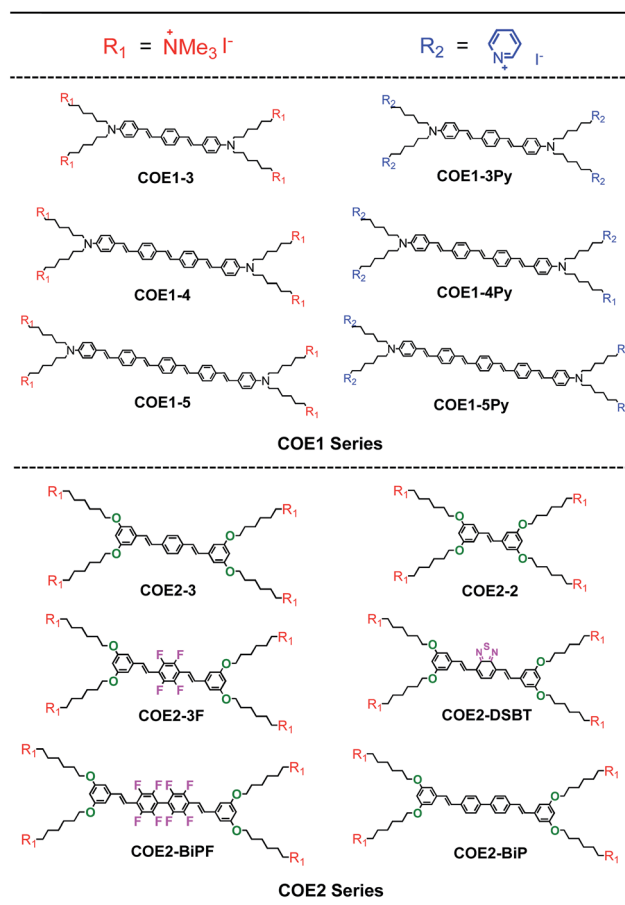 R₁ = N⁺Me₃ I⁻
R₂ = N⁺ I⁻
R₁ R₁
N N
R₁ R₁
COE1-3
R₂ R₂
N N
R₂ R₂
COE1-3Py
R₁ R₁
N N
R₁ R₁
COE1-4
R₂ R₂
N N
R₂ R₁
COE1-4Py
R₁ R₁
N N
R₁ R₁
COE1-5
R₂ R
N N
R₂ R
COE1-5Py
COE1 Series
R₁ R₁
O O
O O
R₁ R₁
COE2-3
R₁ R₁
O O
O O
R₁ R₁
COE2-2
R₁ R₁
O F F O
O F F O
R₁ R₁
COE2-3F
R₁ R₁
O N S N O
O O
R₁ R₁
COE2-DSBT
R₁ R₁
O F F F F O
O F F F F O
R₁ R₁
COE2-BiPF
R₁ R₁
O O
O O
R₁ R₁
COE2-BiP
COE2 Series